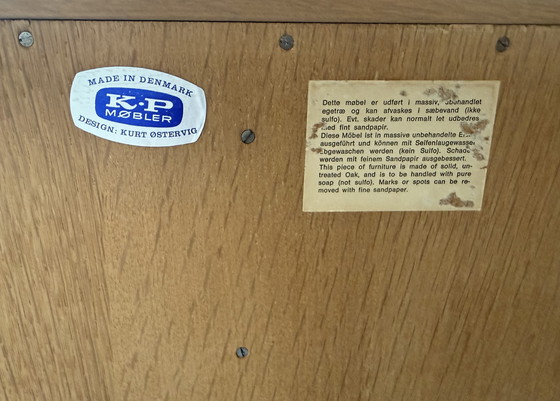 MADE IN DENMARK
K·P
MØBLER
DESIGN: KURT ØSTERVIG
Dette møbel er udført i massiv, ubehandlet
egetræ og kan afvaskes i sæbevand (ikke
sulfo). Evt. skader kan normalt let udbedres
med fint sandpapir.
Diese Möbel ist in massive unbehandelte
ausgeführt und können mit Seifenlaugewasser
abgewaschen werden (kein Sulfo).
werden mit feinem Sandpapir ausgebessert.
This piece of furniture is made of solid, un-
treated Oak, and is to be handled with pure
soap (not sulfo). Marks or spots can be re-
moved with fine sandpaper.